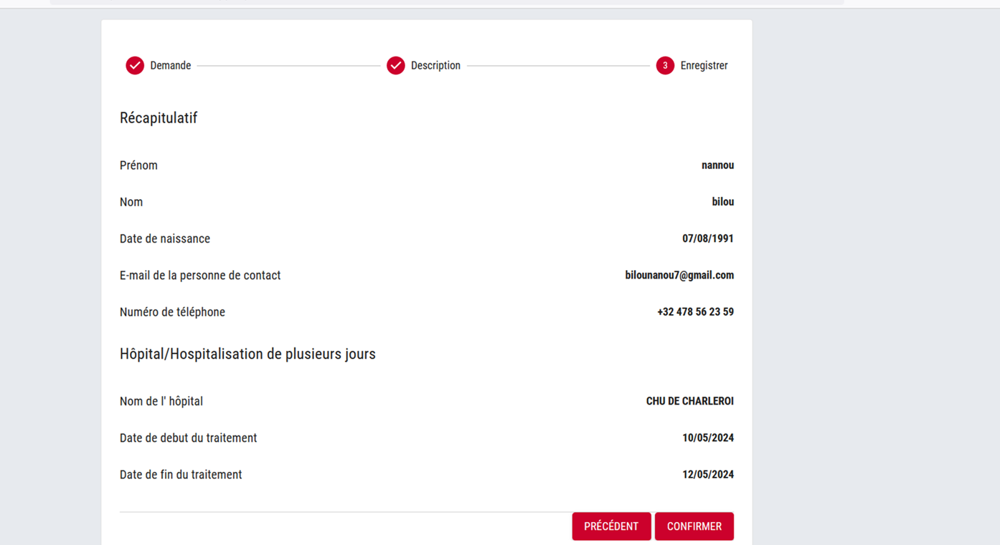 Demande Description 3 Enregistrer
Récapitulatif
Prénom nannou
Nom bilou
Date de naissance 07/08/1991
E-mail de la personne de contact bilounanou7@gmail.com
Numéro de téléphone +32 478 56 23 59
Hôpital/Hospitalisation de plusieurs jours
Nom de l' hôpital CHU DE CHARLEROI
Date de debut du traitement 10/05/2024
Date de fin du traitement 12/05/2024
PRÉCÉDENT CONFIRMER